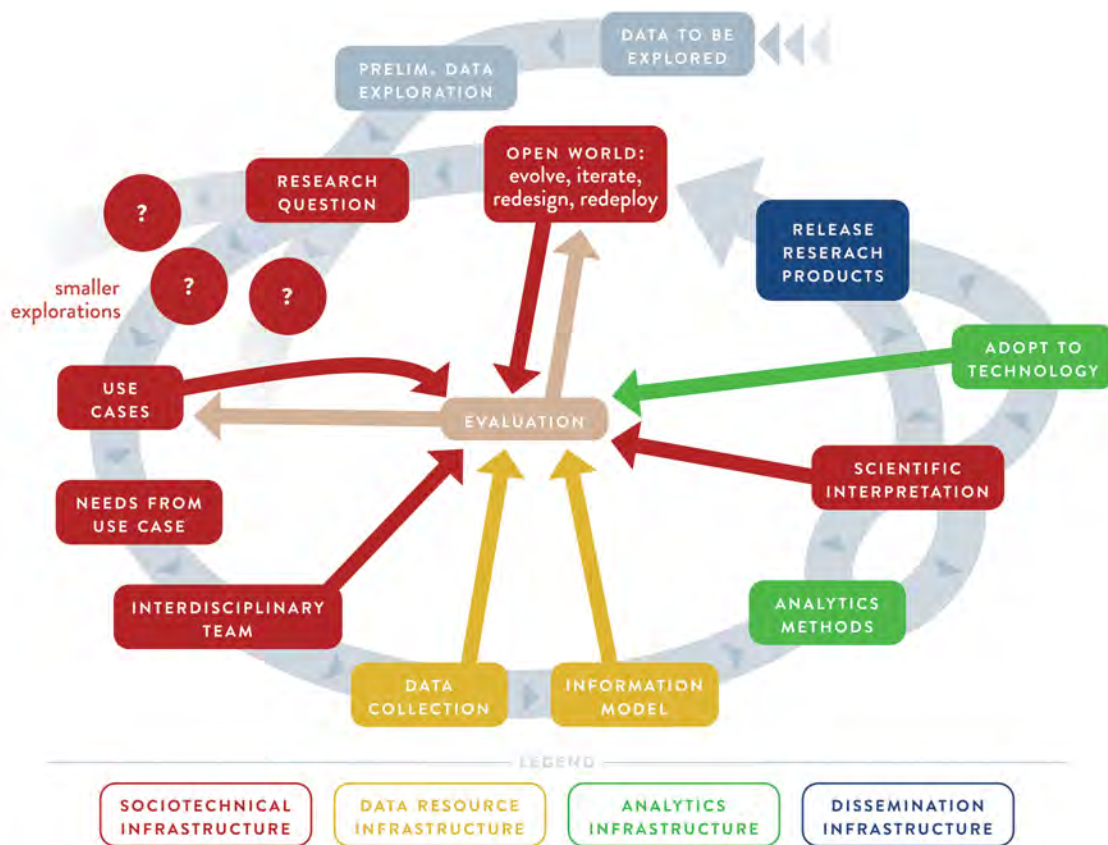 DATA TO BE
EXPLORED
PRELIM. DATA
EXPLORATION
OPEN WORLD:
evolve, iterate,
redesign, redeploy
RESEARCH
QUESTION
?
?
?
smaller
explorations
RELEASE
RESERACH
PRODUCTS
ADOPT TO
TECHNOLOGY
USE
CASES
EVALUATION
SCIENTIFIC
INTERPRETATION
NEEDS FROM
USE CASE
INTERDISCIPLINARY
TEAM
ANALYTICS
METHODS
DATA
COLLECTION
INFORMATION
MODEL
LEGEND
SOCIOTECHNICAL
INFRASTRUCTURE
DATA RESOURCE
INFRASTRUCTURE
ANALYTICS
INFRASTRUCTURE
DISSEMINATION
INFRASTRUCTURE